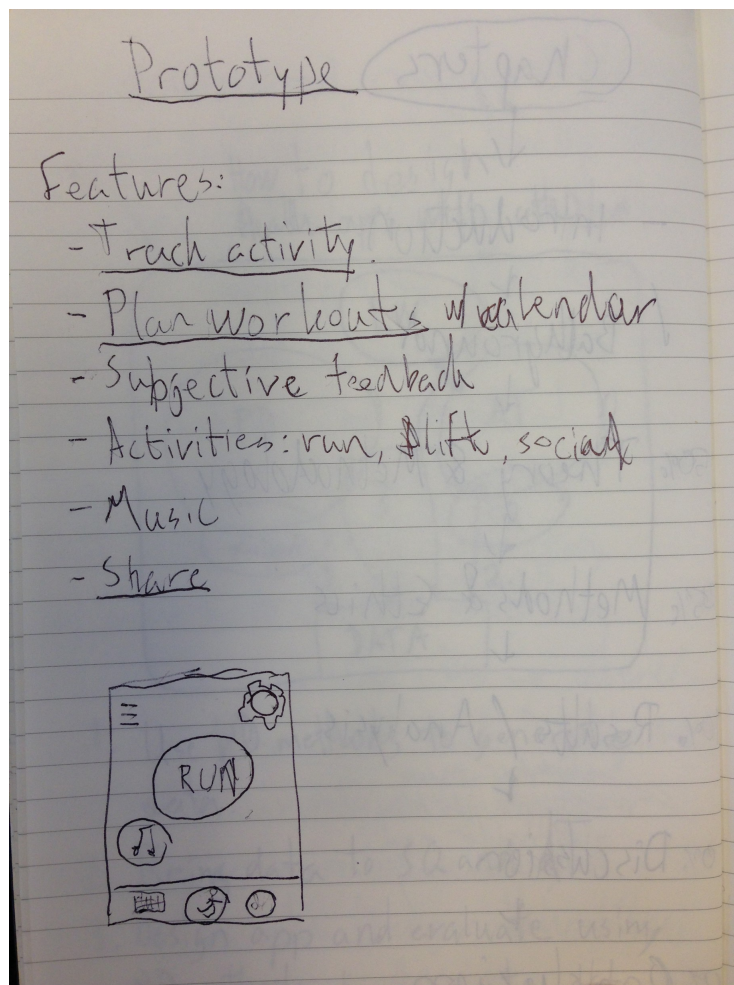 Prototype
Features:
- Track activity.
- Plan workouts w/calendar
- Subjective feedback
- Activities: run, lift, social
- Music
- Share
RUN